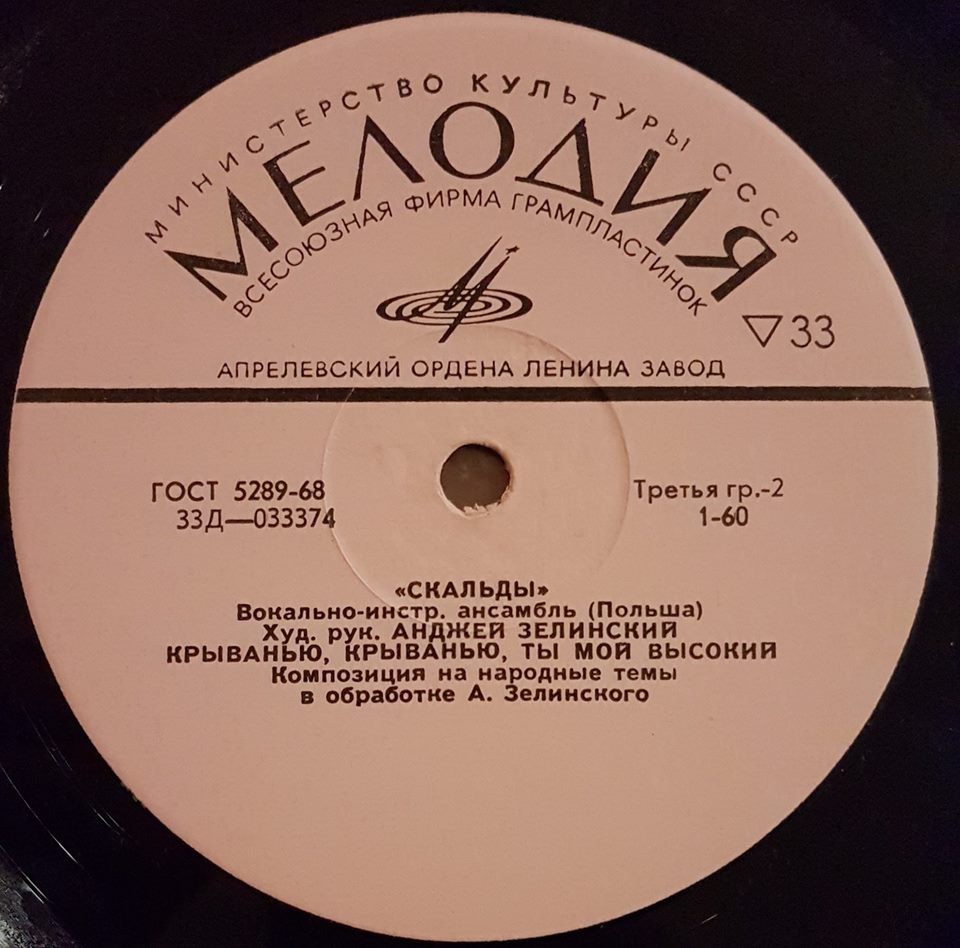 МИНИСТЕРСТВО КУЛЬТУРЫ СССР
МЕЛОДИЯ
ВСЕСОЮЗНАЯ ФИРМА ГРАМПЛАСТИНОК
▽33
АПРЕЛЕВСКИЙ ОРДЕНА ЛЕНИНА ЗАВОД
ГОСТ 5289-68
33Д—033374
Третья гр.-2
1-60
«СКАЛЬДЫ»
Вокально-инстр. ансамбль (Польша)
Худ. рук. АНДЖЕЙ ЗЕЛИНСКИЙ
КРЫВАНЬЮ, КРЫВАНЬЮ, ТЫ МОЙ ВЫСОКИЙ
Композиция на народные темы
в обработке А. Зелинского